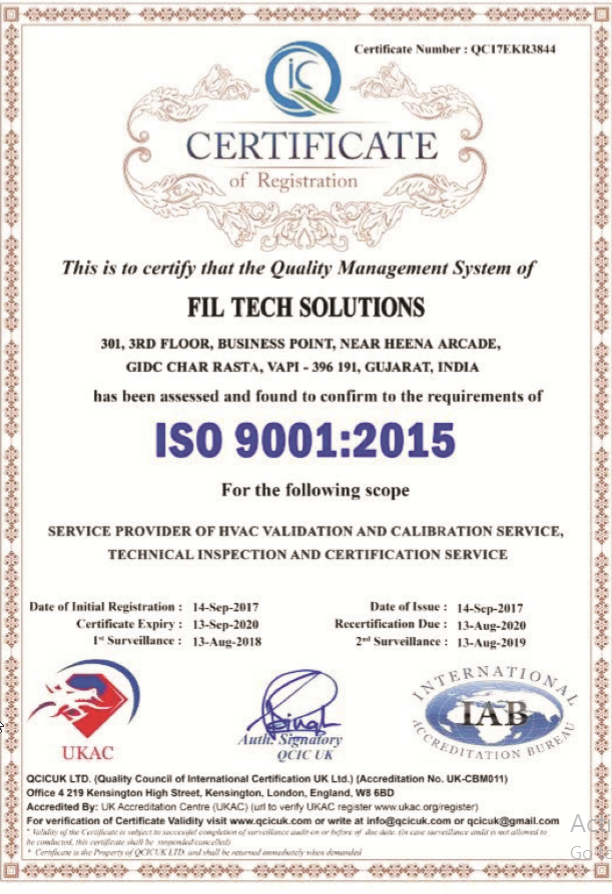 Certificate Number : QC17EKR3844
iC
CERTIFICATE
of Registration
This is to certify that the Quality Management System of
FIL TECH SOLUTIONS
301, 3RD FLOOR, BUSINESS POINT, NEAR HEENA ARCADE,
GIDC CHAR RASTA, VAPI - 396 191, GUJARAT, INDIA
has been assessed and found to confirm to the requirements of
ISO 9001:2015
For the following scope
SERVICE PROVIDER OF HVAC VALIDATION AND CALIBRATION SERVICE,
TECHNICAL INSPECTION AND CERTIFICATION SERVICE
Date of Initial Registration : 14-Sep-2017
Certificate Expiry : 13-Sep-2020
1st Surveillance : 13-Aug-2018
Date of Issue : 14-Sep-2017
Recertification Due : 13-Aug-2020
2nd Surveillance : 13-Aug-2019
UKAC
Auth. Signatory
QCIC UK
INTERNATIONAL
IAB
ACCREDITATION BUREAU
QCICUK LTD. (Quality Council of International Certification UK Ltd.) (Accreditation No. UK-CBM011)
Office 4 219 Kensington High Street, Kensington, London, England, W8 6BD
Accredited By: UK Accreditation Centre (UKAC) (url to verify UKAC register www.ukac.org/register)
For verification of Certificate Validity visit www.qcicuk.com or write at info@qcicuk.com or qcicuk@gmail.com
* Validity of the Certificate is subject to successful completion of surveillance audit on or before of due date. (in case surveillance audit is not allowed to
be conducted, this certificate shall be suspended/cancelled)
* Certificate is the Property of QCICUK LTD. and shall be returned immediately when demanded